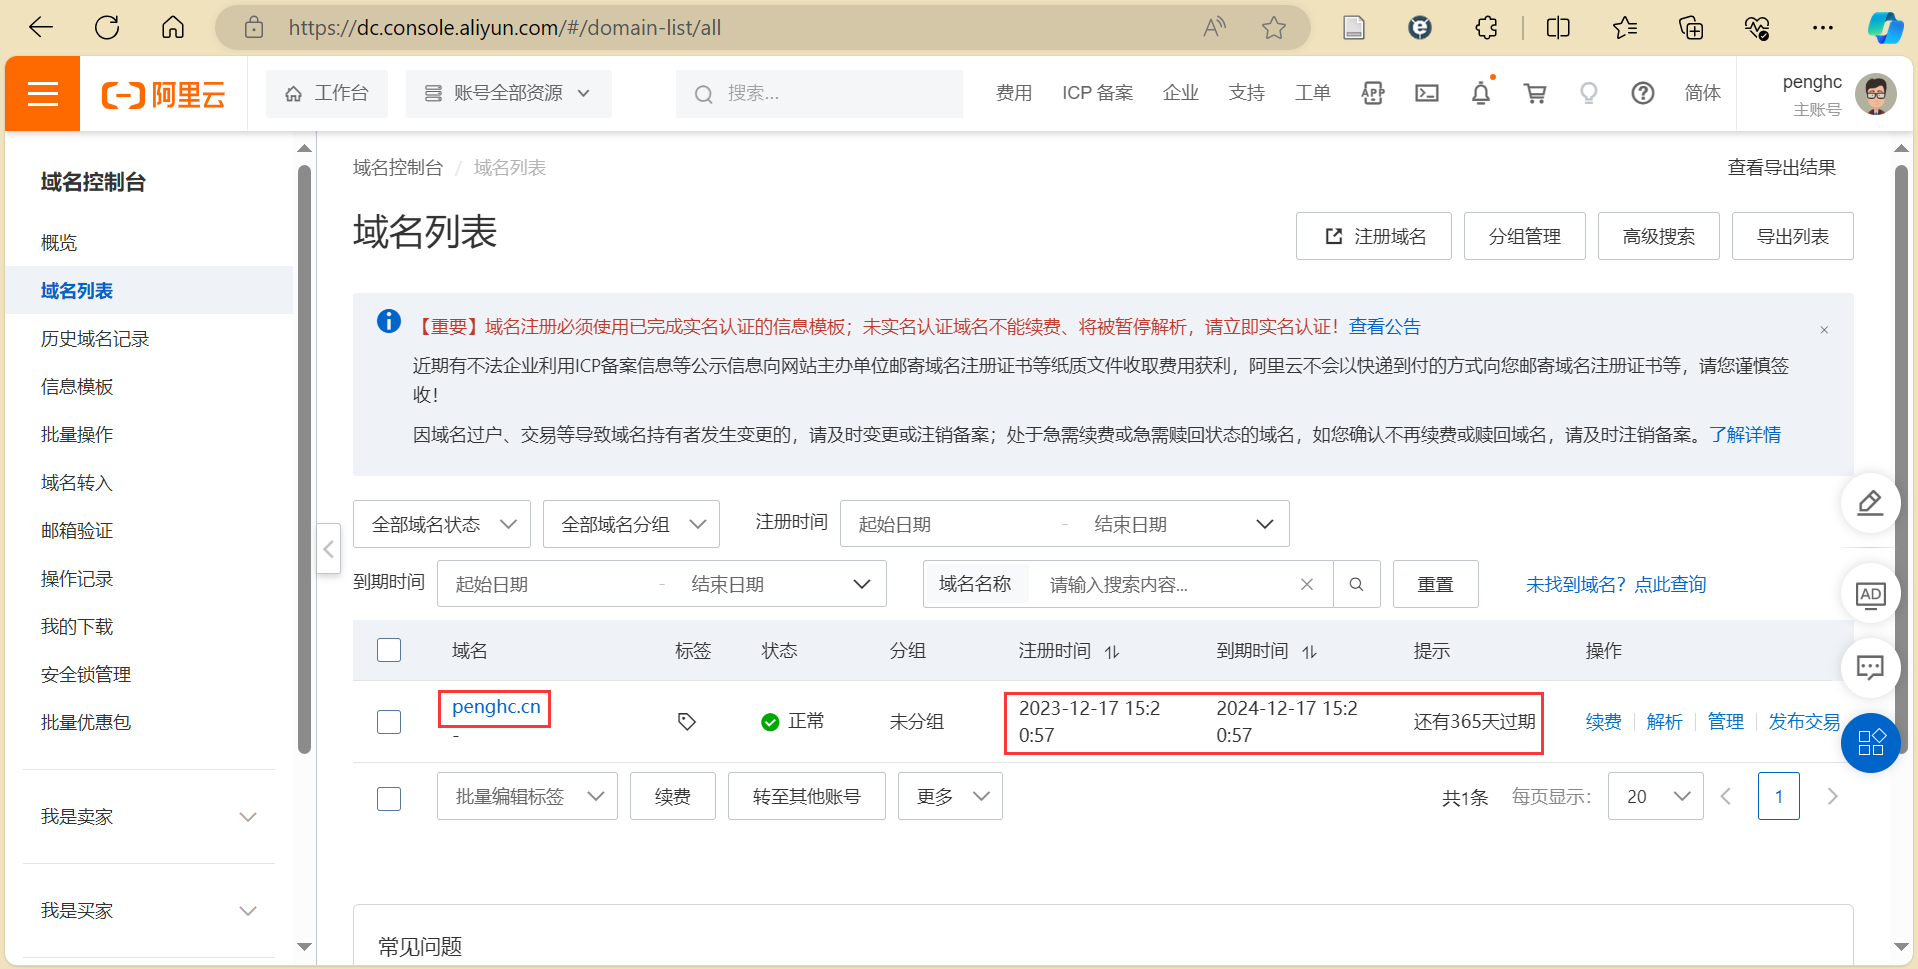 https://dc.console.aliyun.com/#/domain-list/all
阿里云
工作台
账号全部资源
搜索...
费用
ICP 备案
企业
支持
工单
简体
penghc
主账号
域名控制台
概览
域名列表
历史域名记录
信息模板
批量操作
域名转入
邮箱验证
操作记录
我的下载
安全锁管理
批量优惠包
我是卖家
我是买家
域名控制台 / 域名列表
查看导出结果
域名列表
注册域名
分组管理
高级搜索
导出列表
【重要】域名注册必须使用已完成实名认证的信息模板；未实名认证域名不能续费、将被暂停解析，请立即实名认证！查看公告
近期有不法企业利用ICP备案信息等公示信息向网站主办单位邮寄域名注册证书等纸质文件收取费用获利，阿里云不会以快递到付的方式向您邮寄域名注册证书等，请您谨慎签
收！
因域名过户、交易等导致域名持有者发生变更的，请及时变更或注销备案；处于急需续费或急需赎回状态的域名，如您确认不再续费或赎回域名，请及时注销备案。了解详情
全部域名状态
全部域名分组
注册时间
起始日期 - 结束日期
到期时间
起始日期 - 结束日期
域名名称
请输入搜索内容...
重置
未找到域名？点此查询
域名 标签 状态 分组 注册时间 到期时间 提示 操作
penghc.cn
-
正常
未分组
2023-12-17 15:2
0:57
2024-12-17 15:2
0:57
还有365天过期
续费 解析 管理 发布交易
批量编辑标签
续费
转至其他账号
更多
共1条
每页显示：
20
1
AD
常见问题
APP